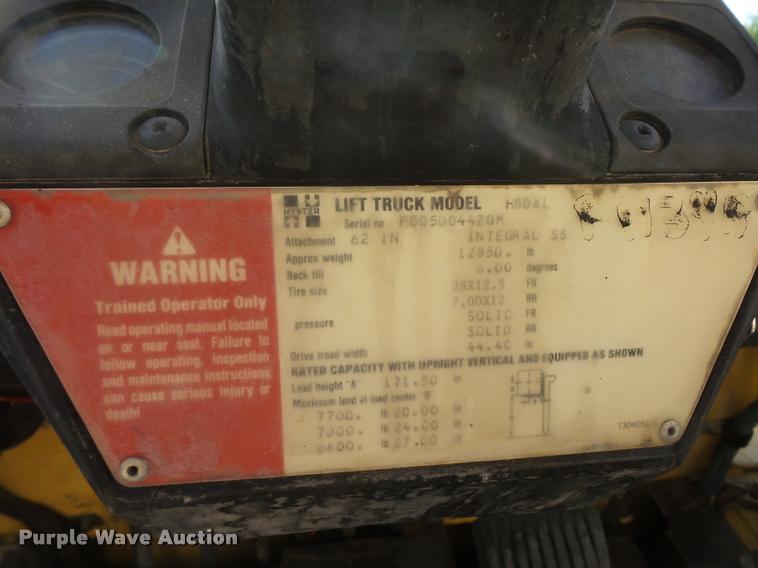 WARNING
Trained Operator Only
Read operating manual located
on or near seat. Failure to
follow operating, inspection
and maintenance instructions
can cause serious injury or
death!
HYSTER
LIFT TRUCK MODEL H80XL
Serial no F005D04420M
Attachment 62 IN INTEGRAL SS
Approx weight 12850. lb
Back tilt 6.00 degrees
Tire size 28X12.5 FR
7.00X12 RR
pressure SOLID FR
SOLID RR
Drive tread width 44.40 in
RATED CAPACITY WITH UPRIGHT VERTICAL AND EQUIPPED AS SHOWN
Load height "A" 171.50 in
Maximum load at load center "B"
7700. lb 20.00 in
7000. lb 24.00 in
6600. lb 27.00 in
Purple Wave Auction